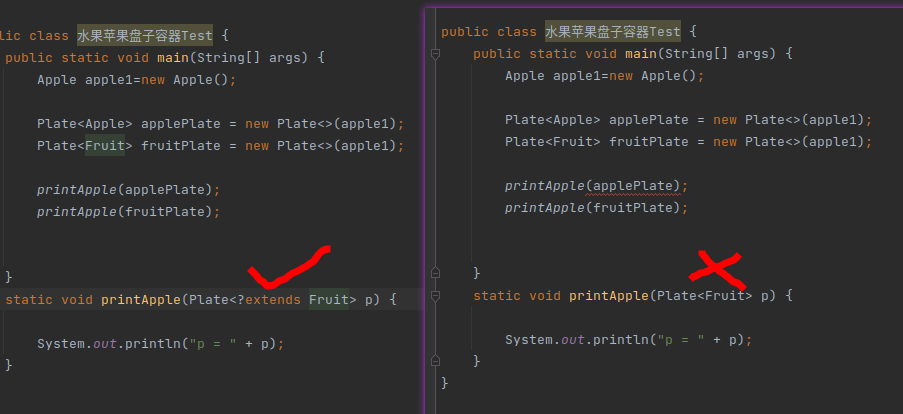 lic class 水果苹果盘子容器Test {
public static void main(String[] args) {
Apple apple1=new Apple();
Plate<Apple> applePlate = new Plate<>(apple1);
Plate<Fruit> fruitPlate = new Plate<>(apple1);
printApple(applePlate);
printApple(fruitPlate);
}
static void printApple(Plate<?extends Fruit> p) {
System.out.println("p = " + p);
}
public class 水果苹果盘子容器Test {
public static void main(String[] args) {
Apple apple1=new Apple();
Plate<Apple> applePlate = new Plate<>(apple1);
Plate<Fruit> fruitPlate = new Plate<>(apple1);
printApple(applePlate);
printApple(fruitPlate);
}
static void printApple(Plate<Fruit> p) {
System.out.println("p = " + p);
}
}